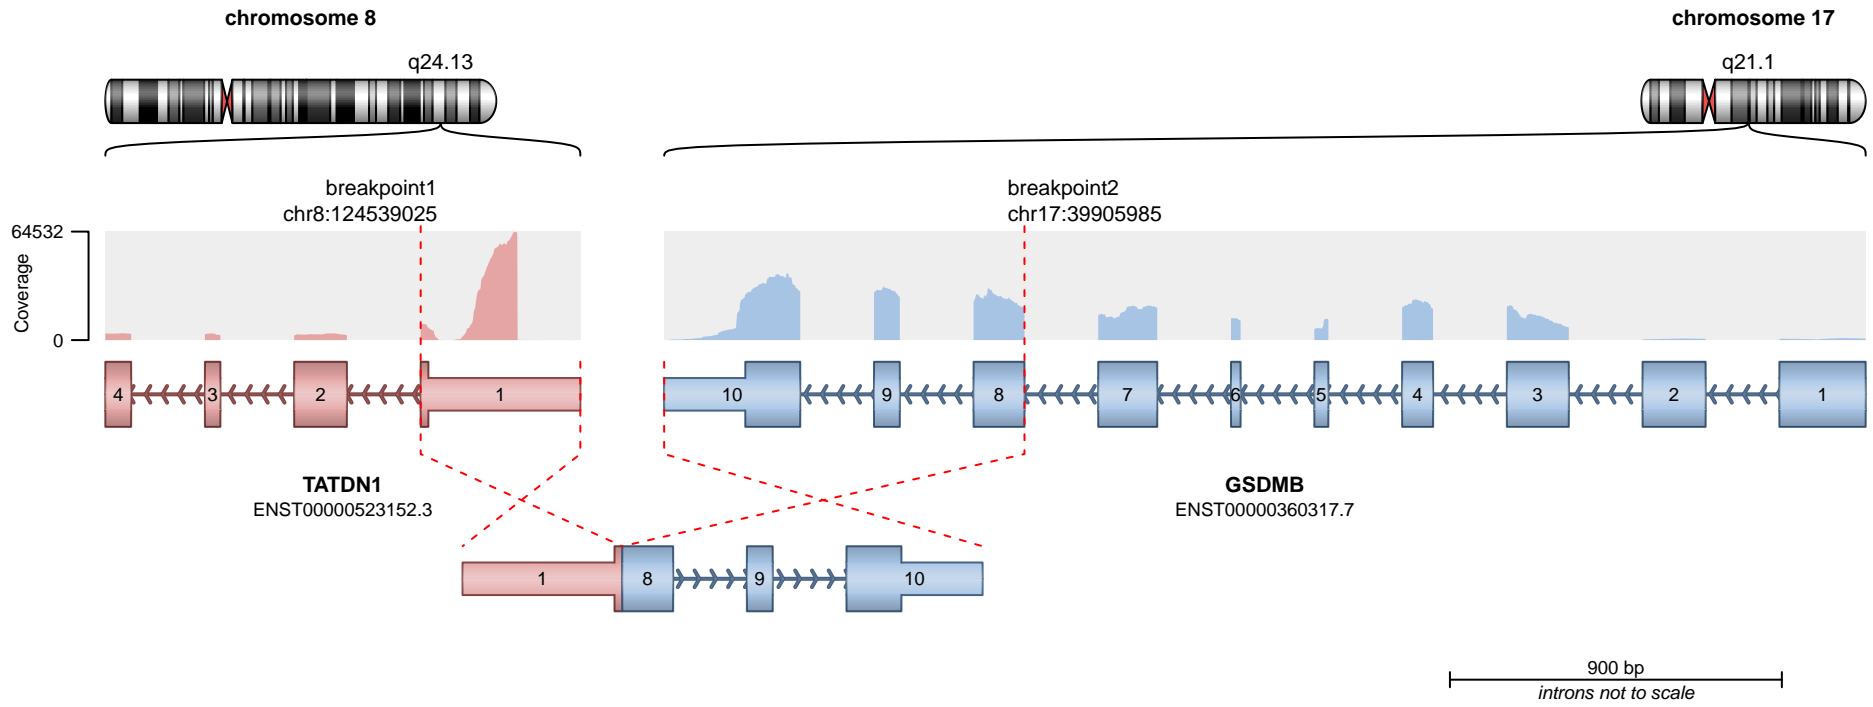 chromosome 8
chromosome 17
q24.13
q21.1
breakpoint1
chr8:124539025
breakpoint2
chr17:39905985
64532
0
Coverage
4 3 2 1
10 9 8 7 6 5 4 3 2 1
TATDN1
ENST00000523152.3
GSDMB
ENST00000360317.7
1 8 9 10
900 bp
introns not to scale